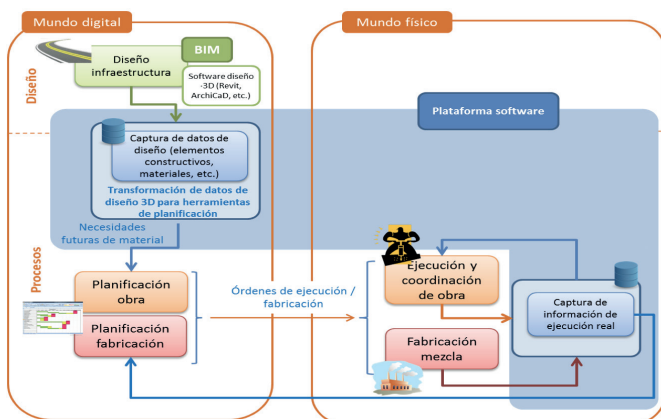 Mundo digital
Mundo físico
Diseño
Diseño
infraestructura
BIM
Software diseño
-3D (Revit,
ArchiCaD, etc.)
Plataforma software
Captura de datos de
diseño (elementos
constructivos,
materiales, etc.)
Transformación de datos de
diseño 3D para herramientas
de planificación
Necesidades
futuras de material
Procesos
Planificación
obra
Planificación
fabricación
Órdenes de ejecución /
fabricación
Ejecución y
coordinación
de obra
Fabricación
mezcla
Captura de
información de
ejecución real